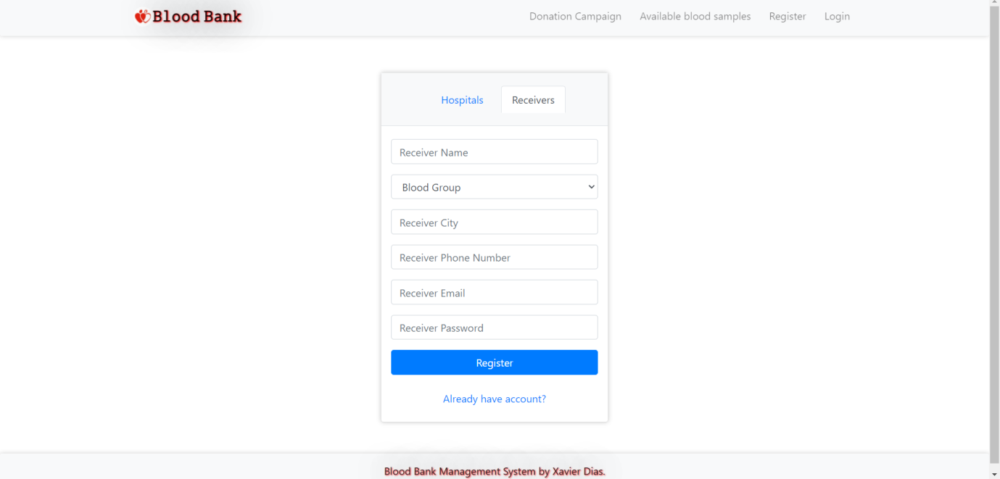 Blood Bank
Donation Campaign Available blood samples Register Login
Hospitals Receivers
Receiver Name
Blood Group
Receiver City
Receiver Phone Number
Receiver Email
Receiver Password
Register
Already have account?
Blood Bank Management System by Xavier Dias.